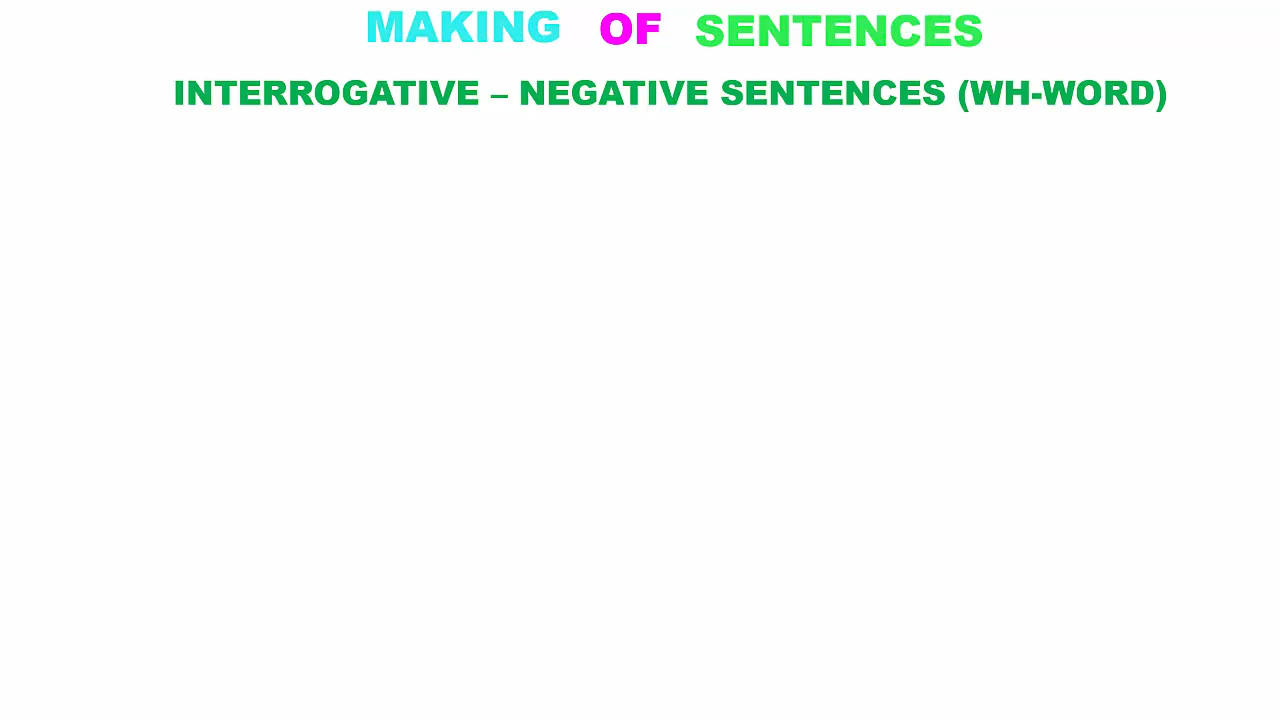 MAKING OF SENTENCES
INTERROGATIVE – NEGATIVE SENTENCES (WH-WORD)